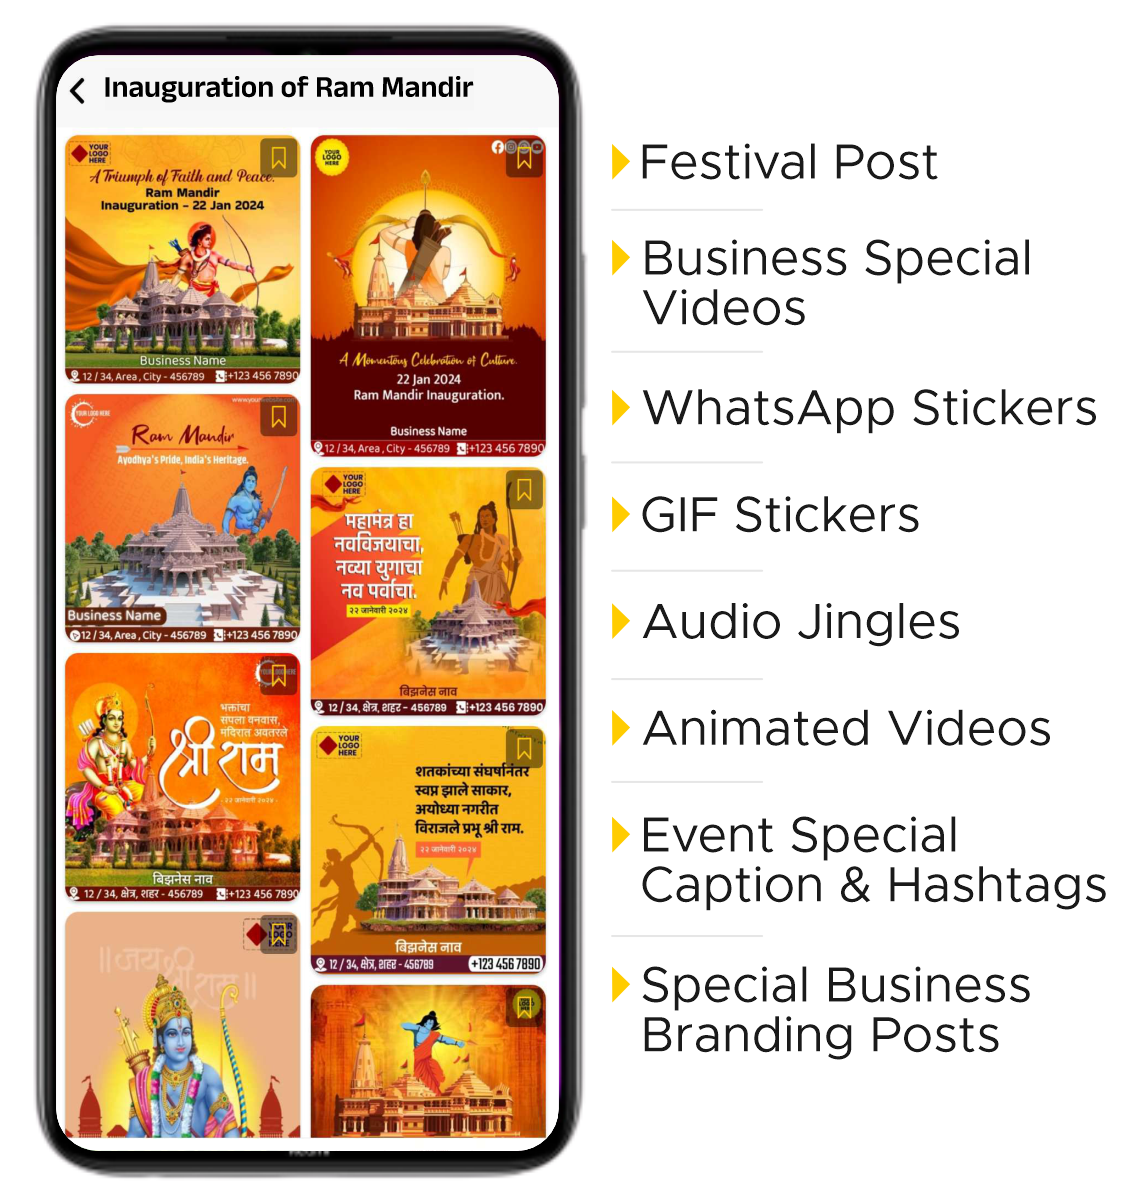 Inauguration of Ram Mandir
YOUR
LOGO
HERE
A Triumph of Faith and Peace.
Ram Mandir
Inauguration - 22 Jan 2024
Business Name
12 / 34, Area , City - 456789
+123 456 7890
YOUR LOGO HERE
Ram Mandir
Ayodhya's Pride, India's Heritage.
Business Name
12 / 34, Area , City - 456789
+123 456 7890
भक्तांचा
संपला वनवास,
मंदिरात अवतरले
श्री राम
- २२ जानेवारी २०२४ -
बिझनेस नाव
12 / 34, क्षेत्र, शहर - 456789
+123 456 7890
॥ जय श्री राम ॥
YOUR
LOGO
HERE
A Momentous Celebration of Culture.
22 Jan 2024
Ram Mandir Inauguration.
Business Name
12 / 34, Area , City - 456789
+123 456 7890
YOUR
LOGO
HERE
महामंत्र हा
नवविजयाचा,
नव्या युगाचा
नव पर्वाचा.
२२ जानेवारी २०२४
बिझनेस नाव
12 / 34, क्षेत्र, शहर - 456789
+123 456 7890
YOUR
LOGO
HERE
शतकांच्या संघर्षानंतर
स्वप्न झाले साकार,
अयोध्या नगरीत
विराजले प्रभू श्री राम.
२२ जानेवारी २०२४
बिझनेस नाव
12 / 34, क्षेत्र, शहर - 456789
+123 456 7890
Festival Post
Business Special
Videos
WhatsApp Stickers
GIF Stickers
Audio Jingles
Animated Videos
Event Special
Caption & Hashtags
Special Business
Branding Posts